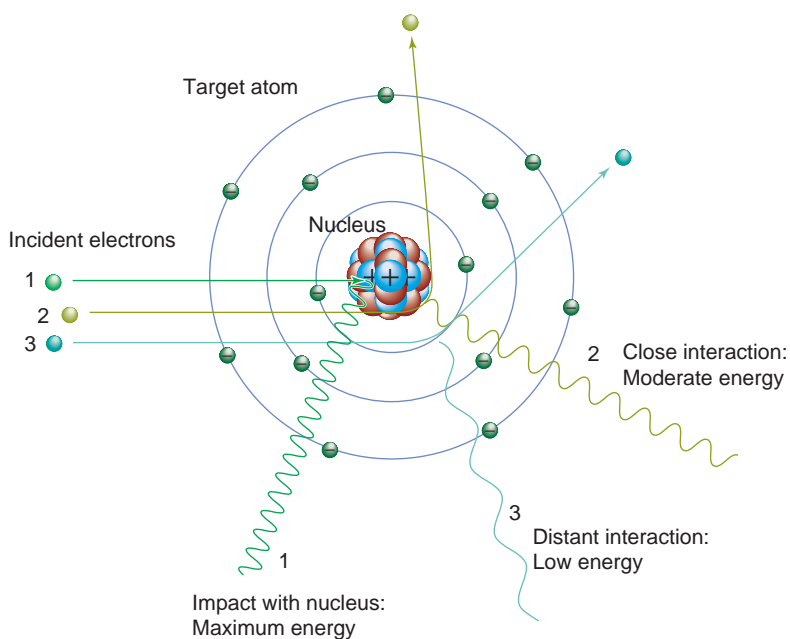 Target atom
Nucleus
Incident electrons
1
2
3
+ +
2 Close interaction:
Moderate energy
3
Distant interaction:
Low energy
1
Impact with nucleus:
Maximum energy